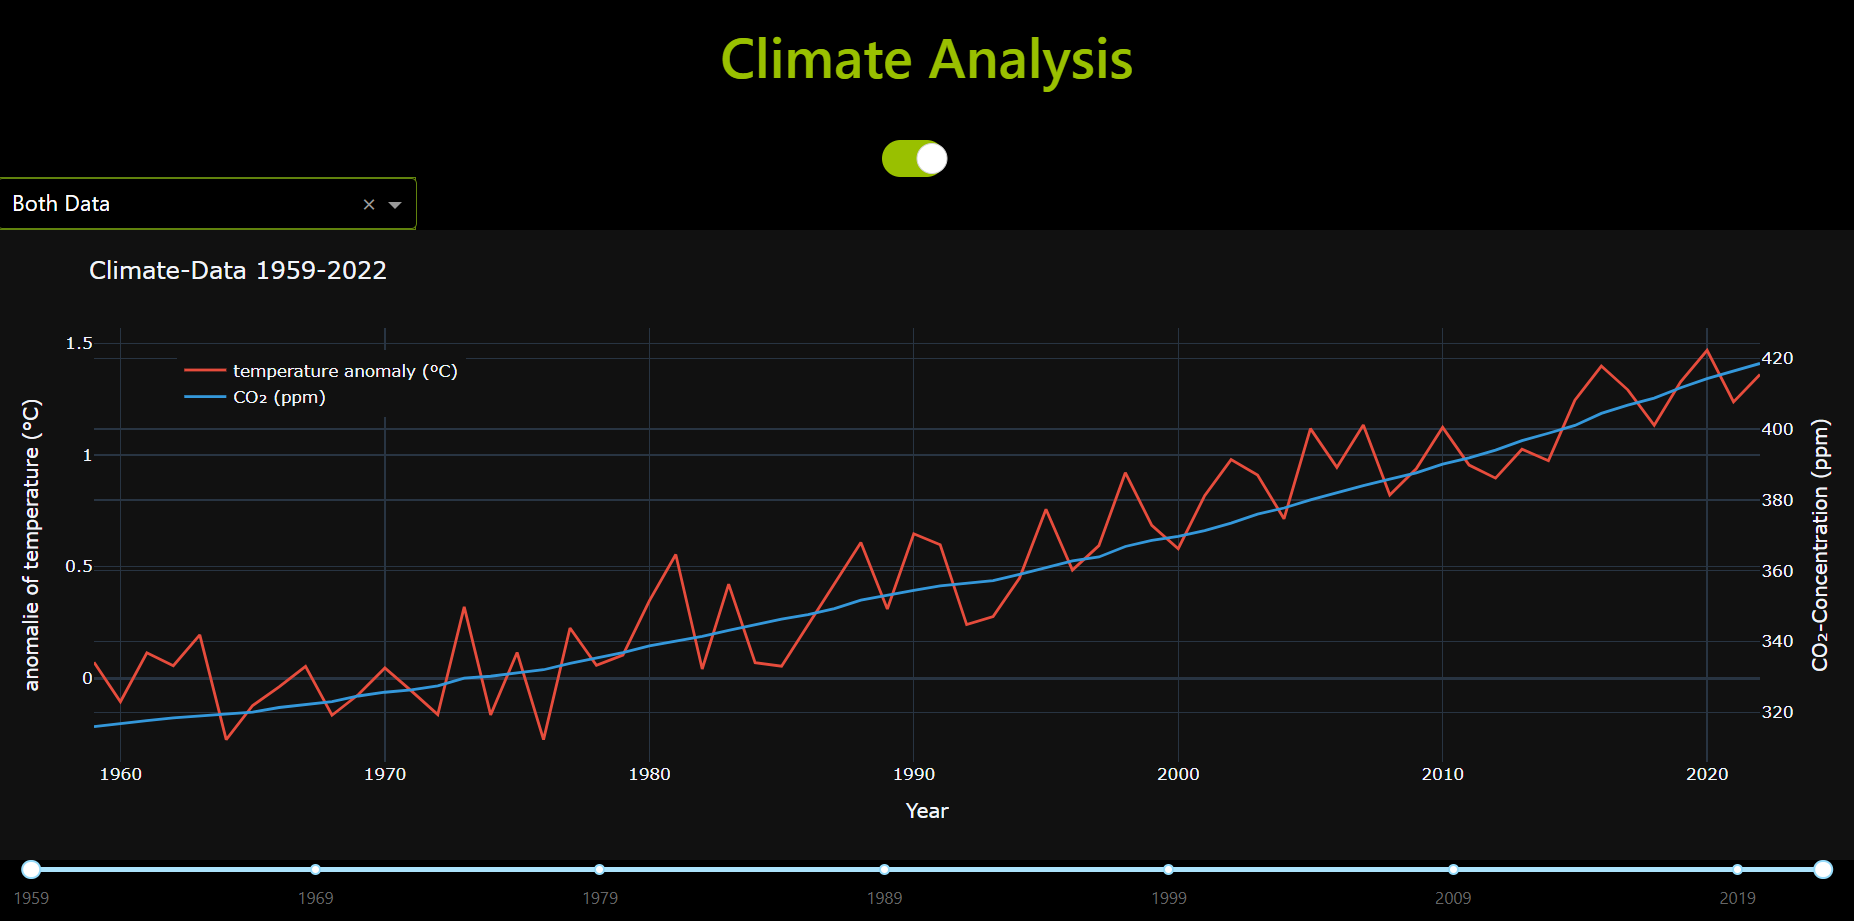 Climate Analysis
Both Data
Climate-Data 1959-2022
temperature anomaly (°C)
CO₂ (ppm)
anomalie of temperature (°C)
1.5
1
0.5
0
420
400
380
360
340
320
CO₂-Concentration (ppm)
1960 1970 1980 1990 2000 2010 2020
Year
1959 1969 1979 1989 1999 2009 2019